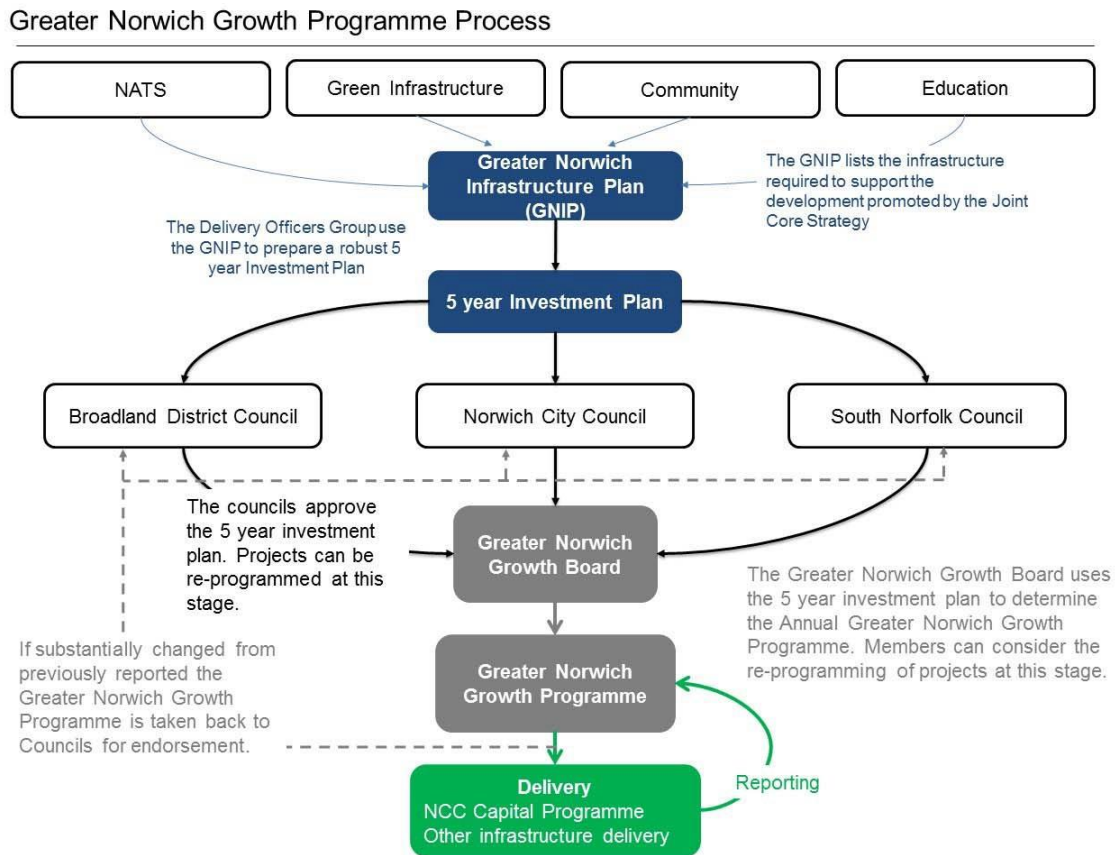 Greater Norwich Growth Programme Process
NATS
Green Infrastructure
Community
Education
Greater Norwich
Infrastructure Plan
(GNIP)
The GNIP lists the infrastructure
required to support the
development promoted by the Joint
Core Strategy
The Delivery Officers Group use
the GNIP to prepare a robust 5
year Investment Plan
5 year Investment Plan
Broadland District Council
Norwich City Council
South Norfolk Council
The councils approve
the 5 year investment
plan. Projects can be
re-programmed at this
stage.
Greater Norwich
Growth Board
The Greater Norwich Growth Board uses
the 5 year investment plan to determine
the Annual Greater Norwich Growth
Programme. Members can consider the
re-programming of projects at this stage.
If substantially changed from
previously reported the
Greater Norwich Growth
Programme is taken back to
Councils for endorsement.
Greater Norwich
Growth Programme
Delivery
NCC Capital Programme
Other infrastructure delivery
Reporting